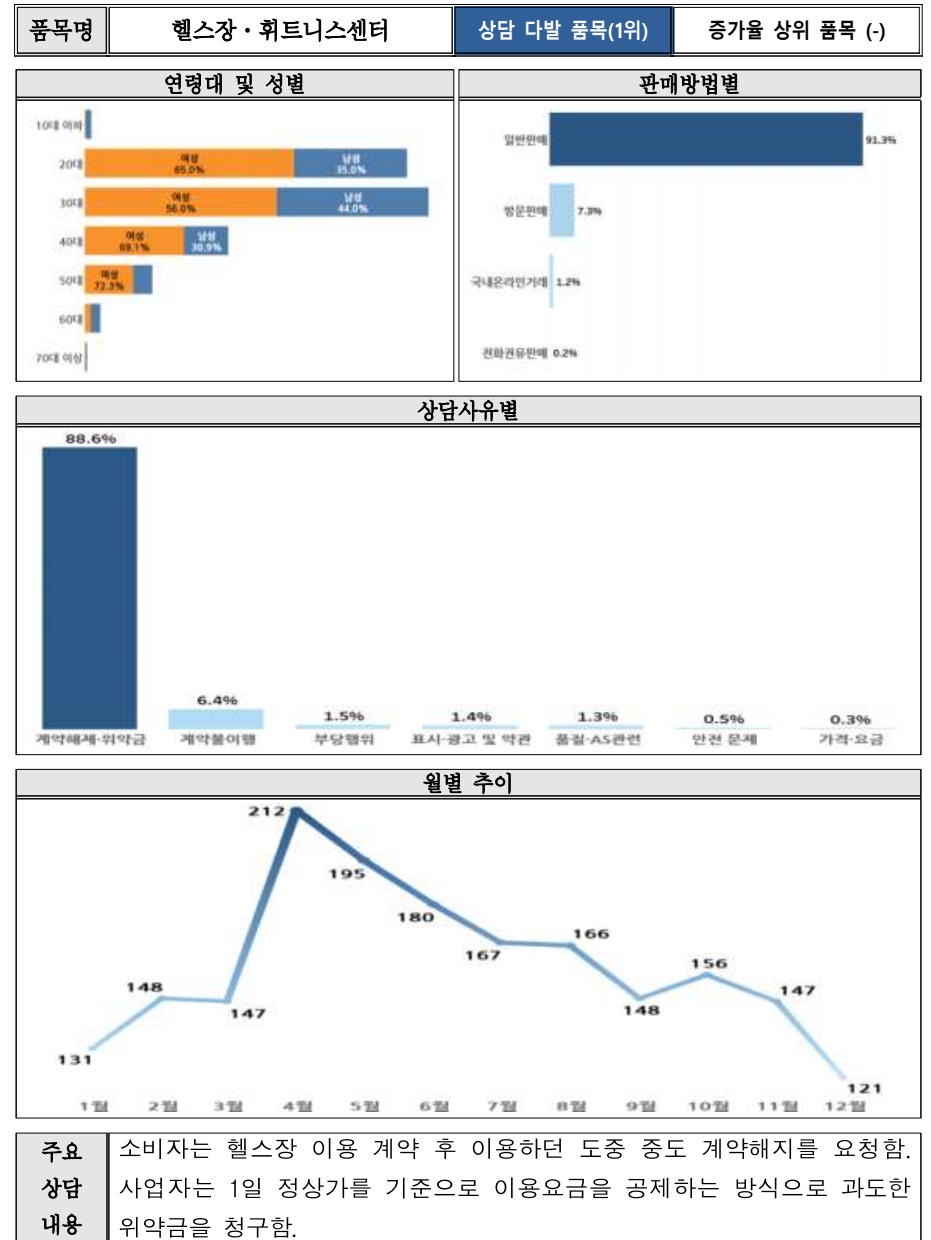 품목명 헬스장·휘트니스센터 상담 다발 품목(1위) 증가율 상위 품목 (-)
연령대 및 성별
10대 이하
20대 여성 65.0% 남성 35.0%
30대 여성 56.0% 남성 44.0%
40대 여성 69.1% 남성 30.9%
50대 여성 72.3%
60대
70대 이상
판매방법별
일반판매 91.3%
방문판매 7.3%
국내온라인거래 1.2%
전화권유판매 0.2%
상담사유별
88.6% 6.4% 1.5% 1.4% 1.3% 0.5% 0.3%
계약해제·위약금 계약불이행 부당행위 표시·광고 및 약관 품질·AS관련 안전 문제 가격·요금
월별 추이
131 148 147 212 195 180 167 166 148 156 147 121
1월 2월 3월 4월 5월 6월 7월 8월 9월 10월 11월 12월
주요 상담 내용
소비자는 헬스장 이용 계약 후 이용하던 도중 중도 계약해지를 요청함.
사업자는 1일 정상가를 기준으로 이용요금을 공제하는 방식으로 과도한
위약금을 청구함.